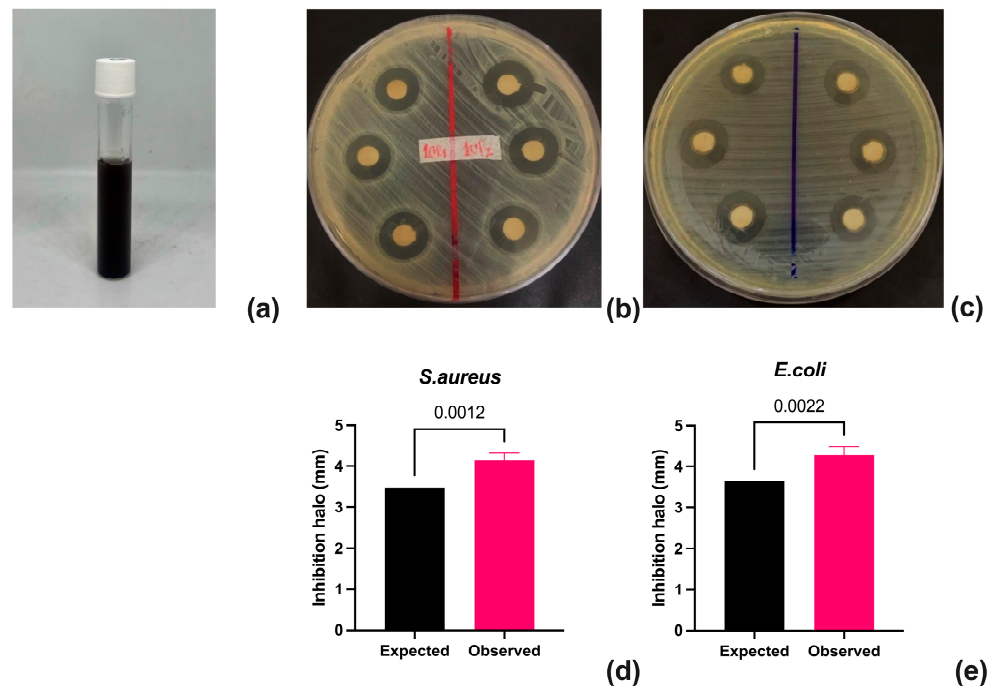 (a)
(b)
(c)
S.aureus
0.0012
5
4
3
2
1
0
Inhibition halo (mm)
Expected Observed
(d)
E.coli
0.0022
5
4
3
2
1
0
Inhibition halo (mm)
Expected Observed
(e)